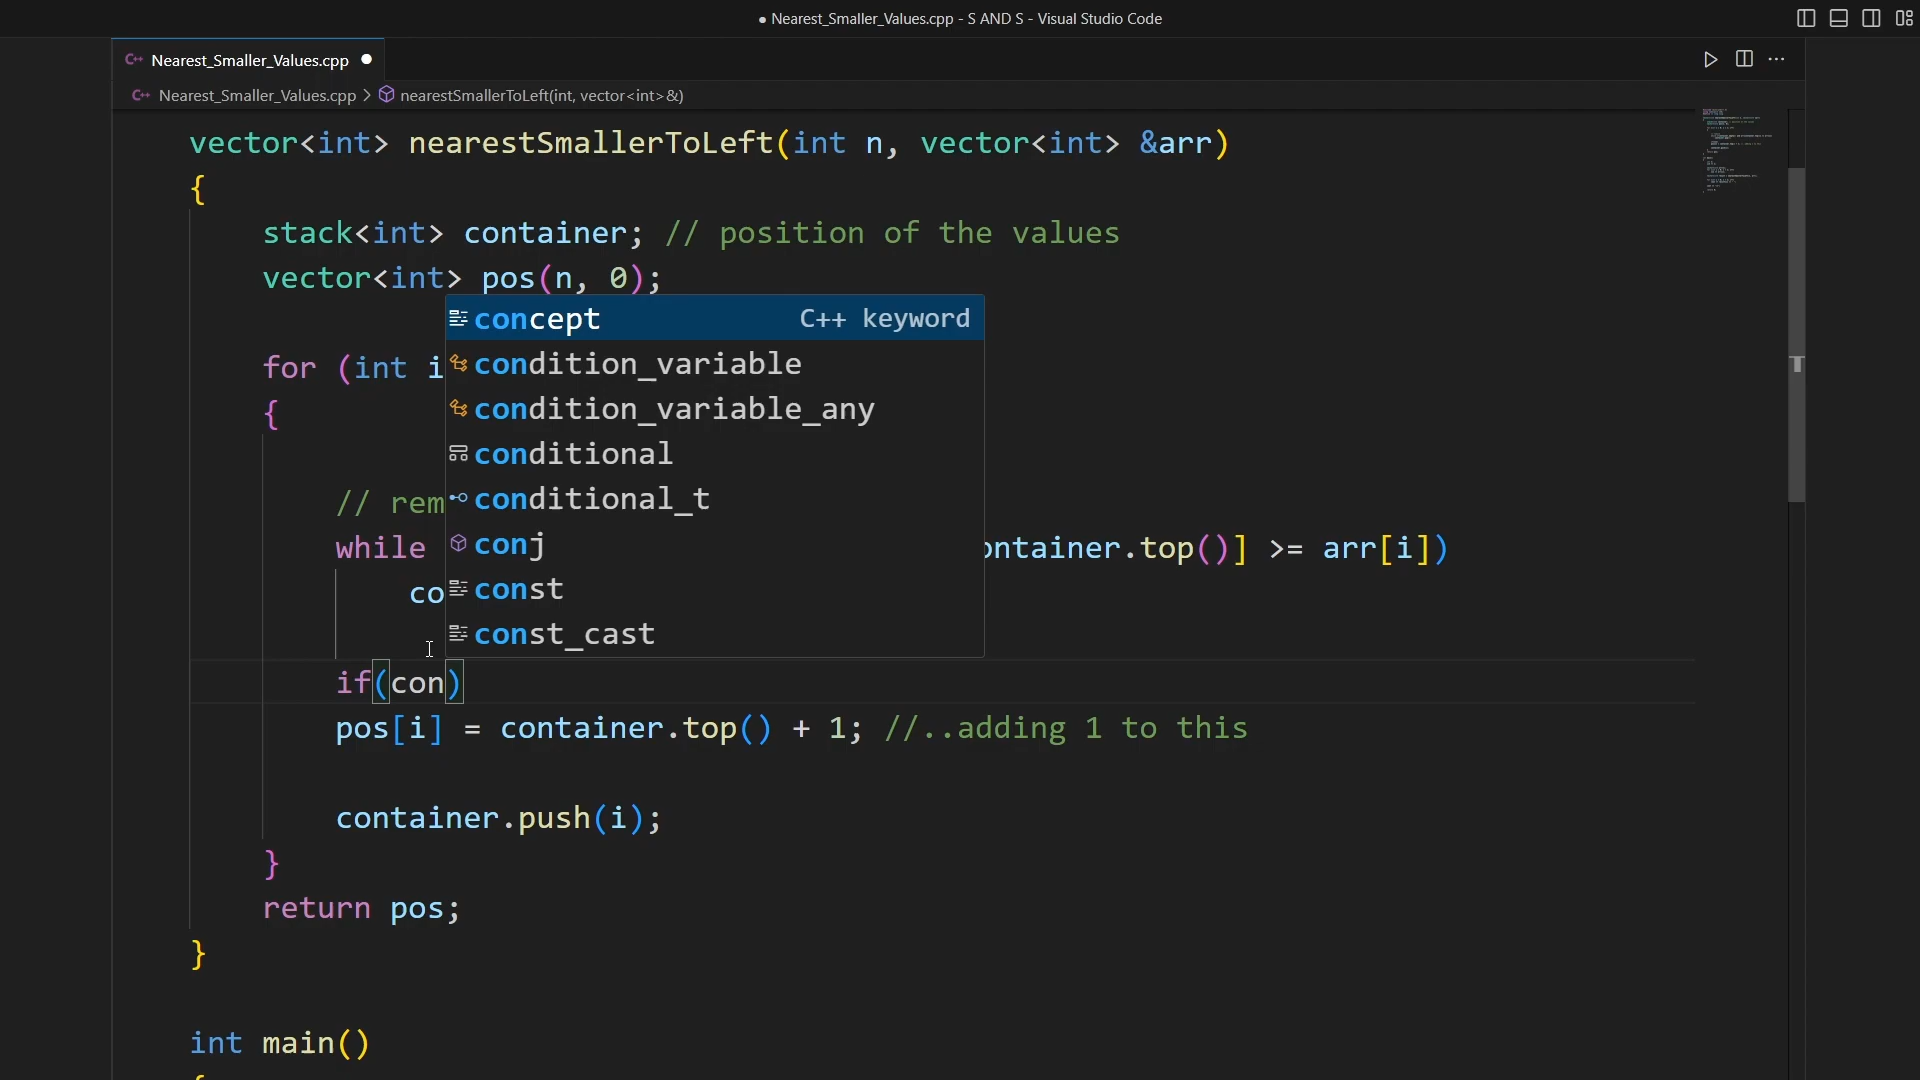 ● Nearest_Smaller_Values.cpp - S AND S - Visual Studio Code
C++ Nearest_Smaller_Values.cpp ●
C++ Nearest_Smaller_Values.cpp > nearestSmallerToLeft(int, vector<int>&)
vector<int> nearestSmallerToLeft(int n, vector<int> &arr)
{
stack<int> container; // position of the values
vector<int> pos(n, 0);
concept C++ keyword
condition_variable
for (int i
condition_variable_any
{
conditional
conditional_t
// rem
conj
while ontainer.top()] >= arr[i])
const
co
const_cast
if(con)
pos[i] = container.top() + 1; //..adding 1 to this
container.push(i);
}
return pos;
}
int main()
{